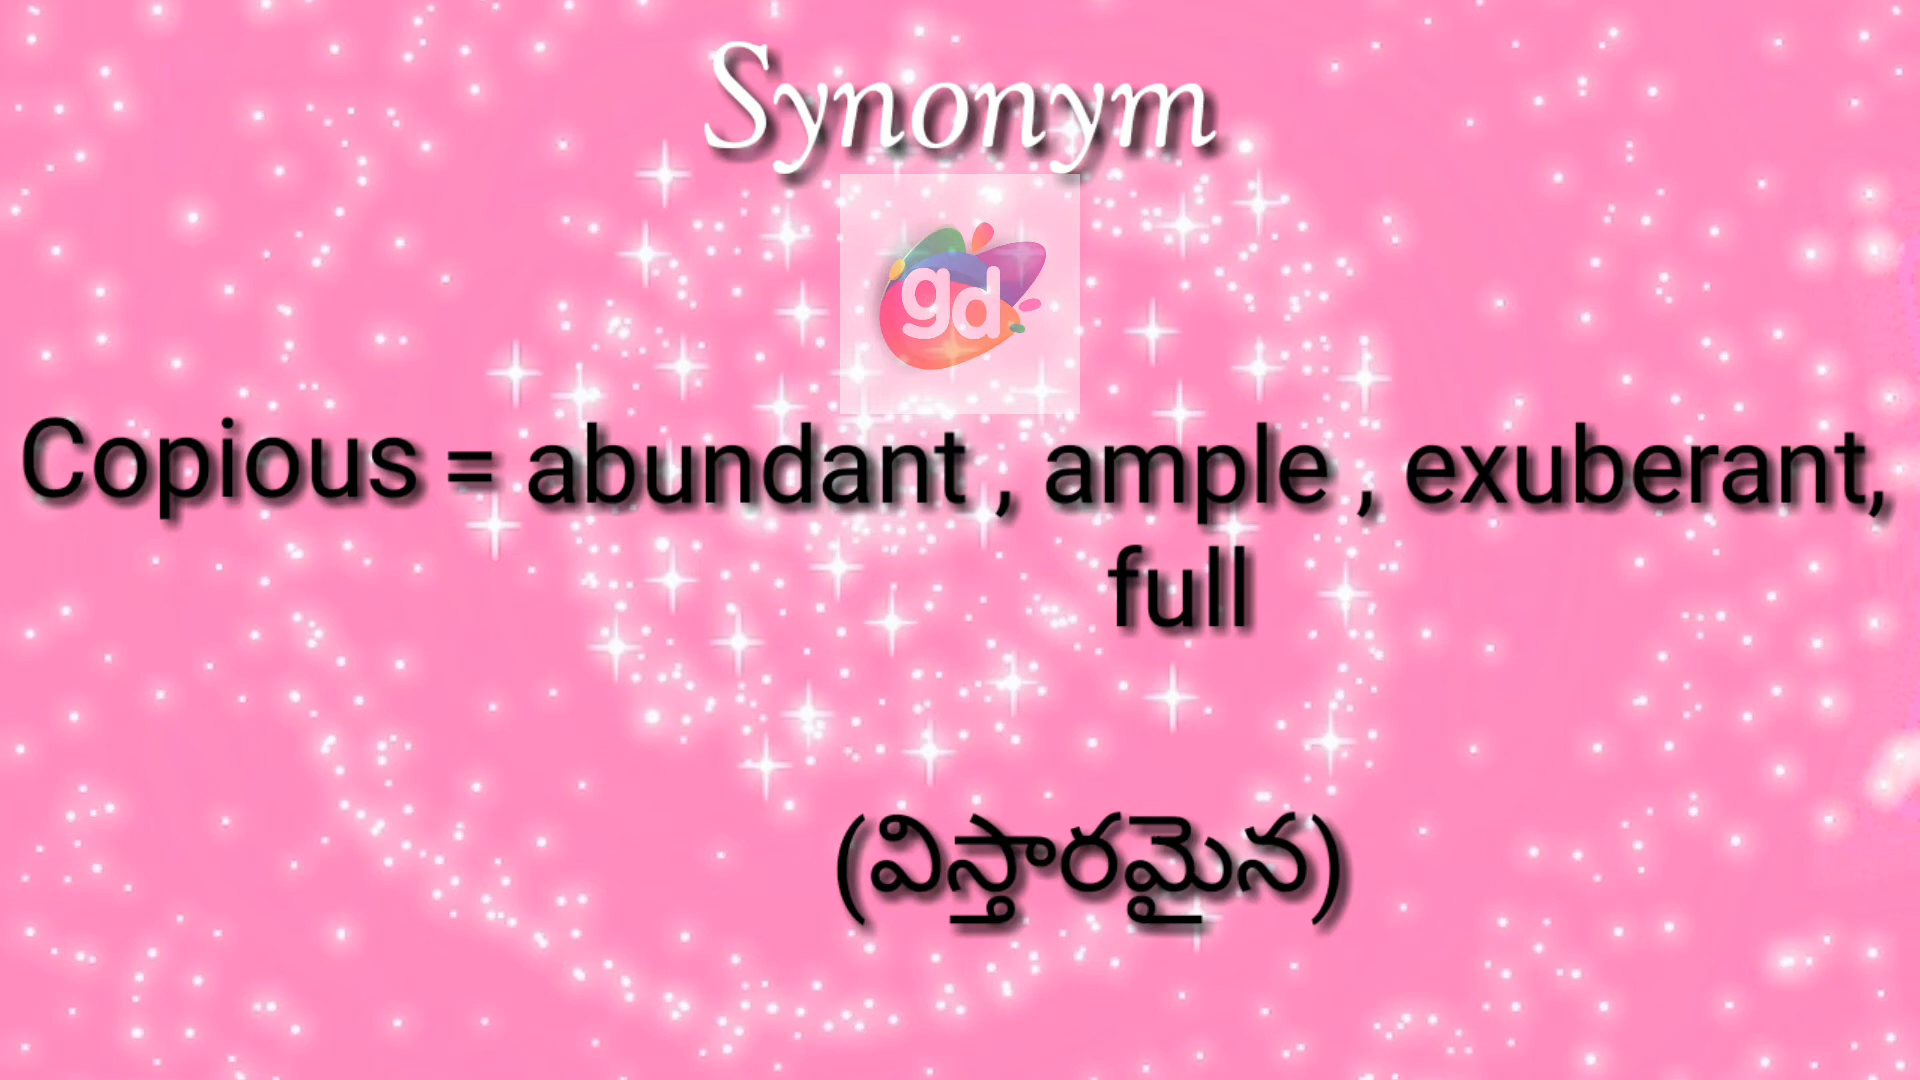 Synonym
gd
Copious = abundant , ample , exuberant,
full
(విస్తారమైన)